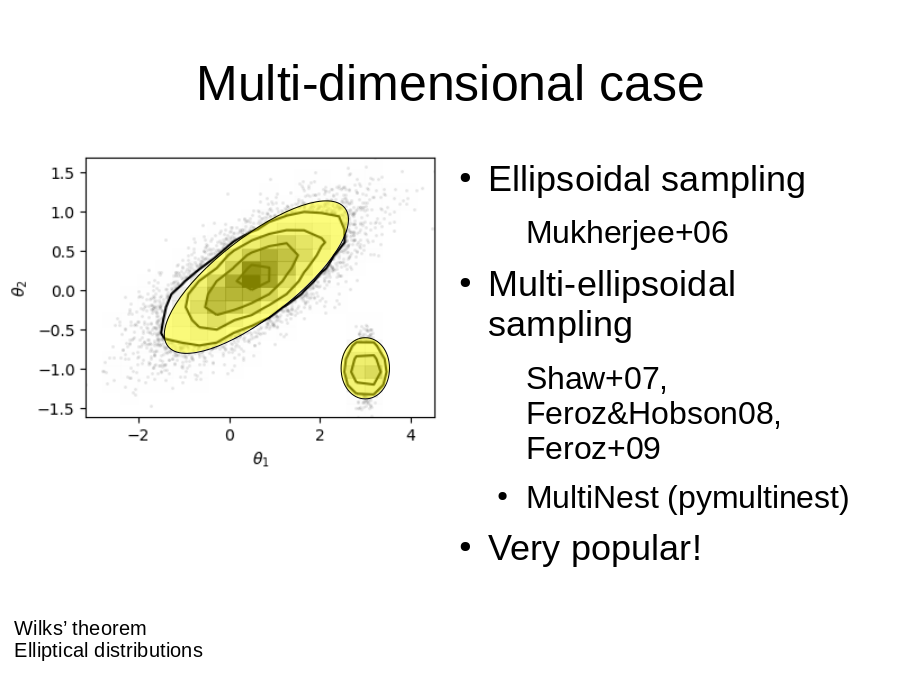 Multi-dimensional case
1.5
1.0
0.5
0.0
−0.5
−1.0
−1.5
θ2
−2
0
2
4
θ1
• Ellipsoidal sampling
Mukherjee+06
• Multi-ellipsoidal
sampling
Shaw+07,
Feroz&Hobson08,
Feroz+09
• MultiNest (pymultinest)
• Very popular!
Wilks’ theorem
Elliptical distributions